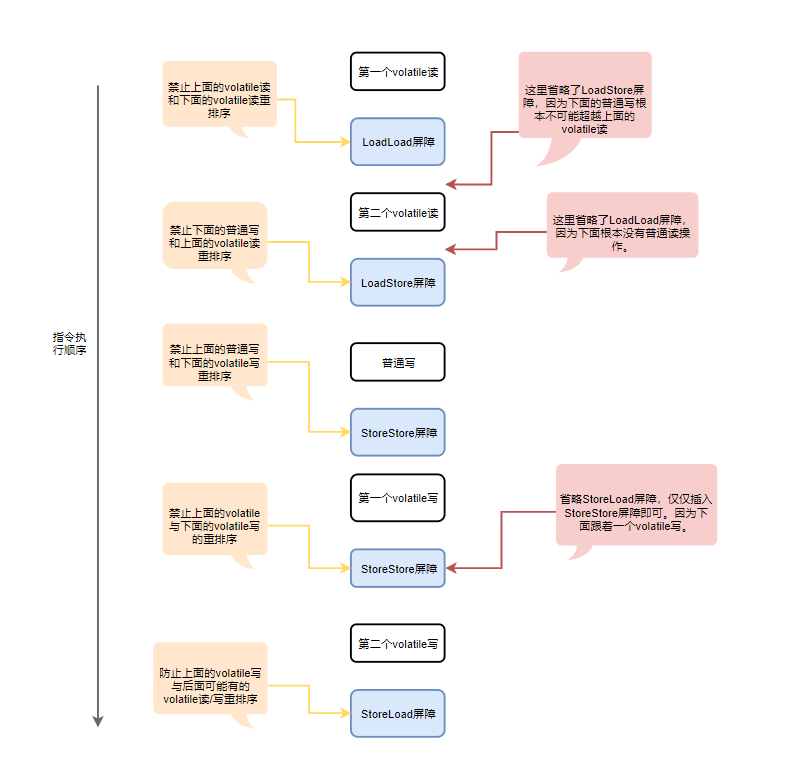 第一个volatile读
禁止上面的volatile读
和下面的volatile读重
排序
这里省略了LoadStore屏
障，因为下面的普通写根
本不可能超越上面的
volatile读
LoadLoad屏障
第二个volatile读
禁止下面的普通写
和上面的volatile读
重排序
这里省略了LoadLoad屏障，
因为下面根本没有普通读操
作。
LoadStore屏障
指令执
行顺序
禁止上面的普通写
和下面的volatile写
重排序
普通写
StoreStore屏障
第一个volatile写
禁止上面的volatile
与下面的volatile写
的重排序
省略StoreLoad屏障，仅仅插入
StoreStore屏障即可。因为下
面跟着一个volatile写。
StoreStore屏障
第二个volatile写
防止上面的volatile写
与后面可能有的
volatile读/写重排序
StoreLoad屏障